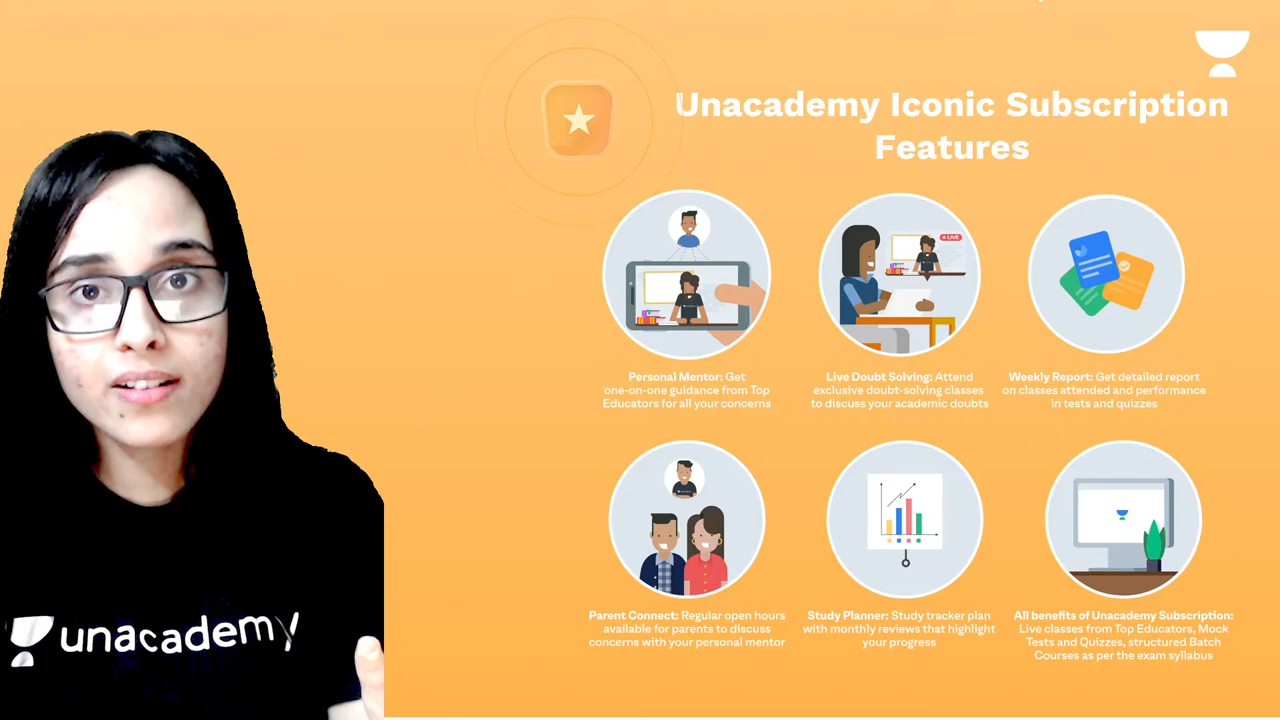 Unacademy Iconic Subscription
Features
LIVE
Personal Mentor: Get
one-on-one guidance from Top
Educators for all your concerns
Live Doubt Solving: Attend
exclusive doubt-solving classes
to discuss your academic doubts
Weekly Report: Get detailed report
on classes attended and performance
in tests and quizzes
Parent Connect: Regular open hours
available for parents to discuss
concerns with your personal mentor
Study Planner: Study tracker plan
with monthly reviews that highlight
your progress
All benefits of Unacademy Subscription:
Live classes from Top Educators, Mock
Tests and Quizzes, structured Batch
Courses as per the exam syllabus
unacademy